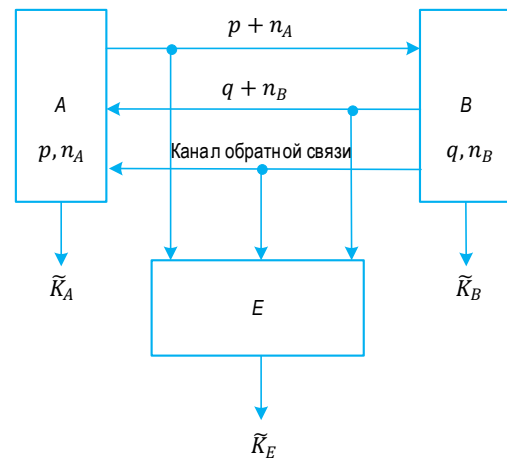 p + n_A
A
p, n_A
q + n_B
B
q, n_B
Канал обратной связи
K̃_A
K̃_B
E
K̃_E